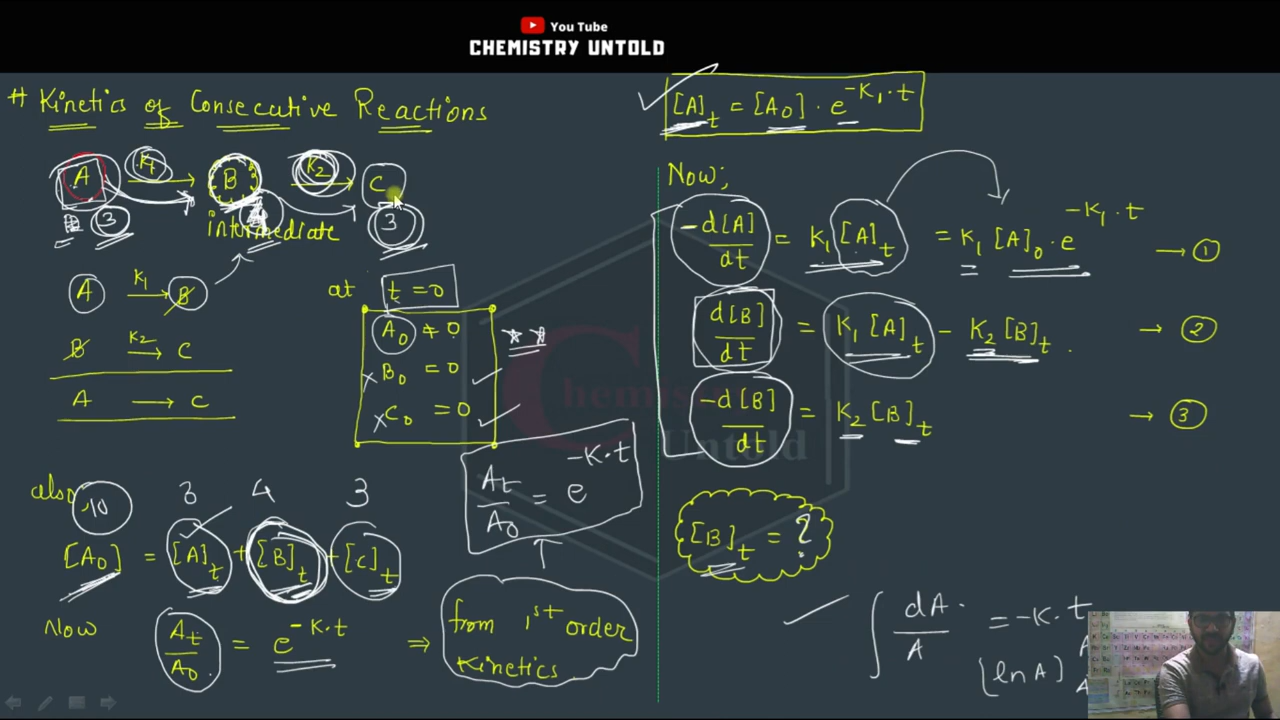 You Tube
CHEMISTRY UNTOLD
# Kinetics of Consecutive Reactions
A K₁ → B K₂ → C
3
3
intermediate
A K₁ → B
B K₂ → C
A → C
at t = 0
A₀ ≠ 0
B₀ = 0
C₀ = 0
also, 10 3 4 3
[A₀] = [A]t + [B]t + [C]t
Now At/A₀ = e^-K·t ⇒ from 1st order Kinetics
At/A₀ = e^-K·t
[A]t = [A₀] · e^-K₁·t
Now;
-d[A]/dt = K₁[A]t = K₁[A]₀ · e^-K₁·t → ①
d[B]/dt = K₁[A]t - K₂[B]t . → ②
-d[B]/dt = K₂[B]t → ③
[B]t = ?
∫ dA/A = -K·t
[lnA]
Chemist
Untold